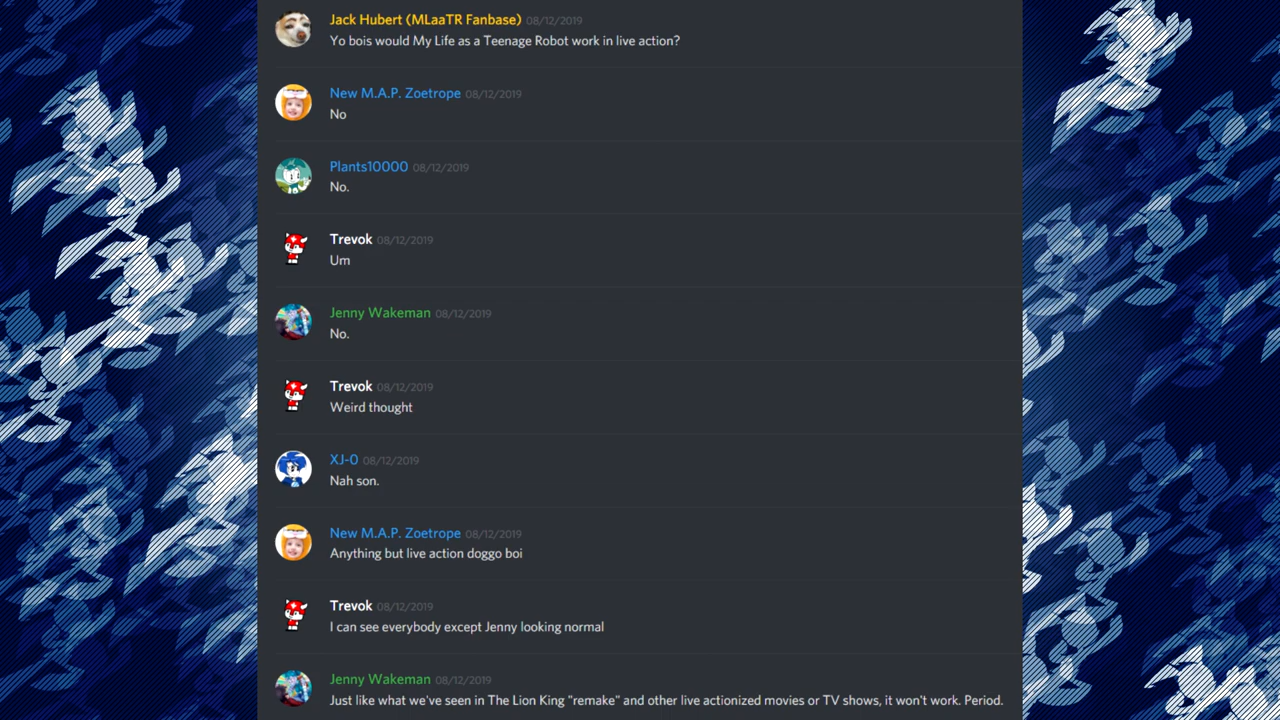 Jack Hubert (MLaaTR Fanbase) 08/12/2019
Yo bois would My Life as a Teenage Robot work in live action?
New M.A.P. Zoetrope 08/12/2019
No
Plants10000 08/12/2019
No.
Trevok 08/12/2019
Um
Jenny Wakeman 08/12/2019
No.
Trevok 08/12/2019
Weird thought
XJ-0 08/12/2019
Nah son.
New M.A.P. Zoetrope 08/12/2019
Anything but live action doggo boi
Trevok 08/12/2019
I can see everybody except Jenny looking normal
Jenny Wakeman 08/12/2019
Just like what we've seen in The Lion King "remake" and other live actionized movies or TV shows, it won't work. Period.